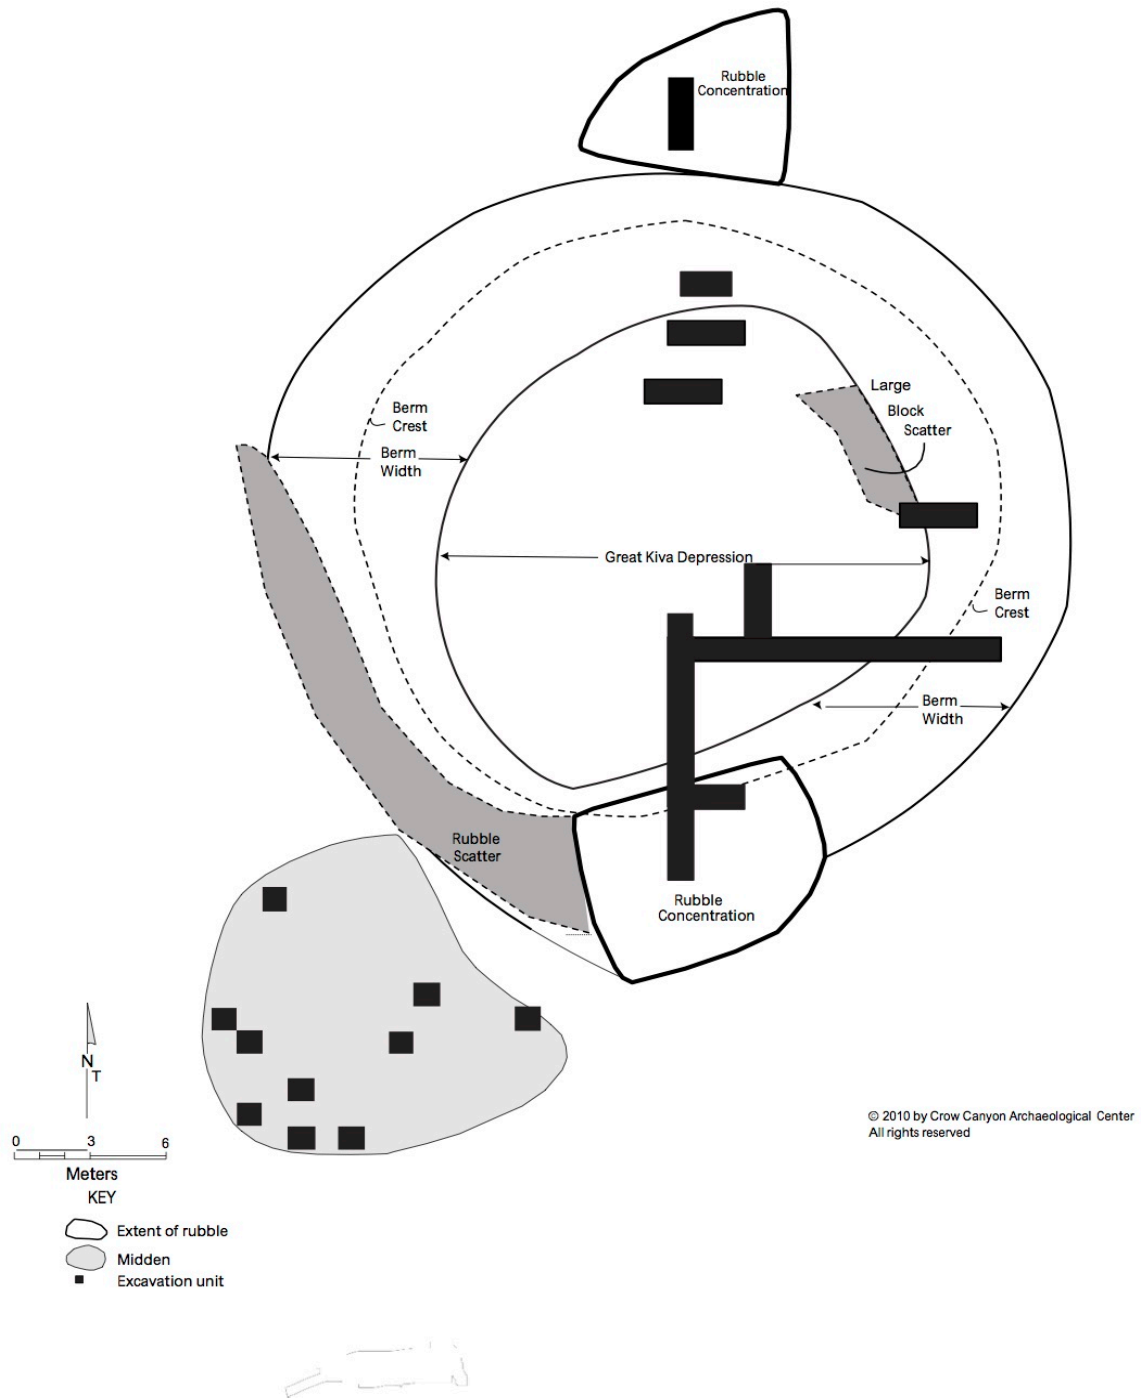 Rubble
Concentration
Large
Block
Scatter
Berm
Crest
Berm
Width
Great Kiva Depression
Berm
Crest
Berm
Width
Rubble
Scatter
Rubble
Concentration
N
T
0 3 6
Meters
KEY
Extent of rubble
Midden
Excavation unit
© 2010 by Crow Canyon Archaeological Center
All rights reserved